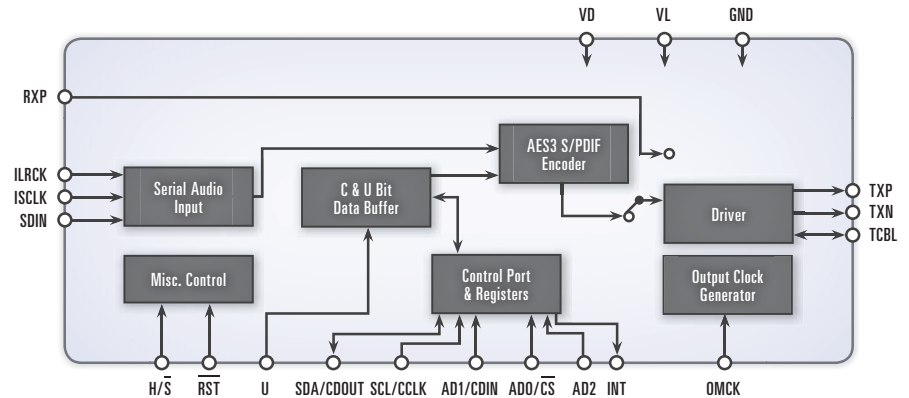 VD VL GND
RXP
AES3 S/PDIF
Encoder
ILRCK
ISCLK
SDIN
Serial Audio
Input
C & U Bit
Data Buffer
Driver
TXP
TXN
TCBL
Misc. Control
Control Port
& Registers
Output Clock
Generator
H/S̅ R̅S̅T̅ U SDA/CDOUT SCL/CCLK AD1/CDIN AD0/C̅S̅ AD2 INT OMCK